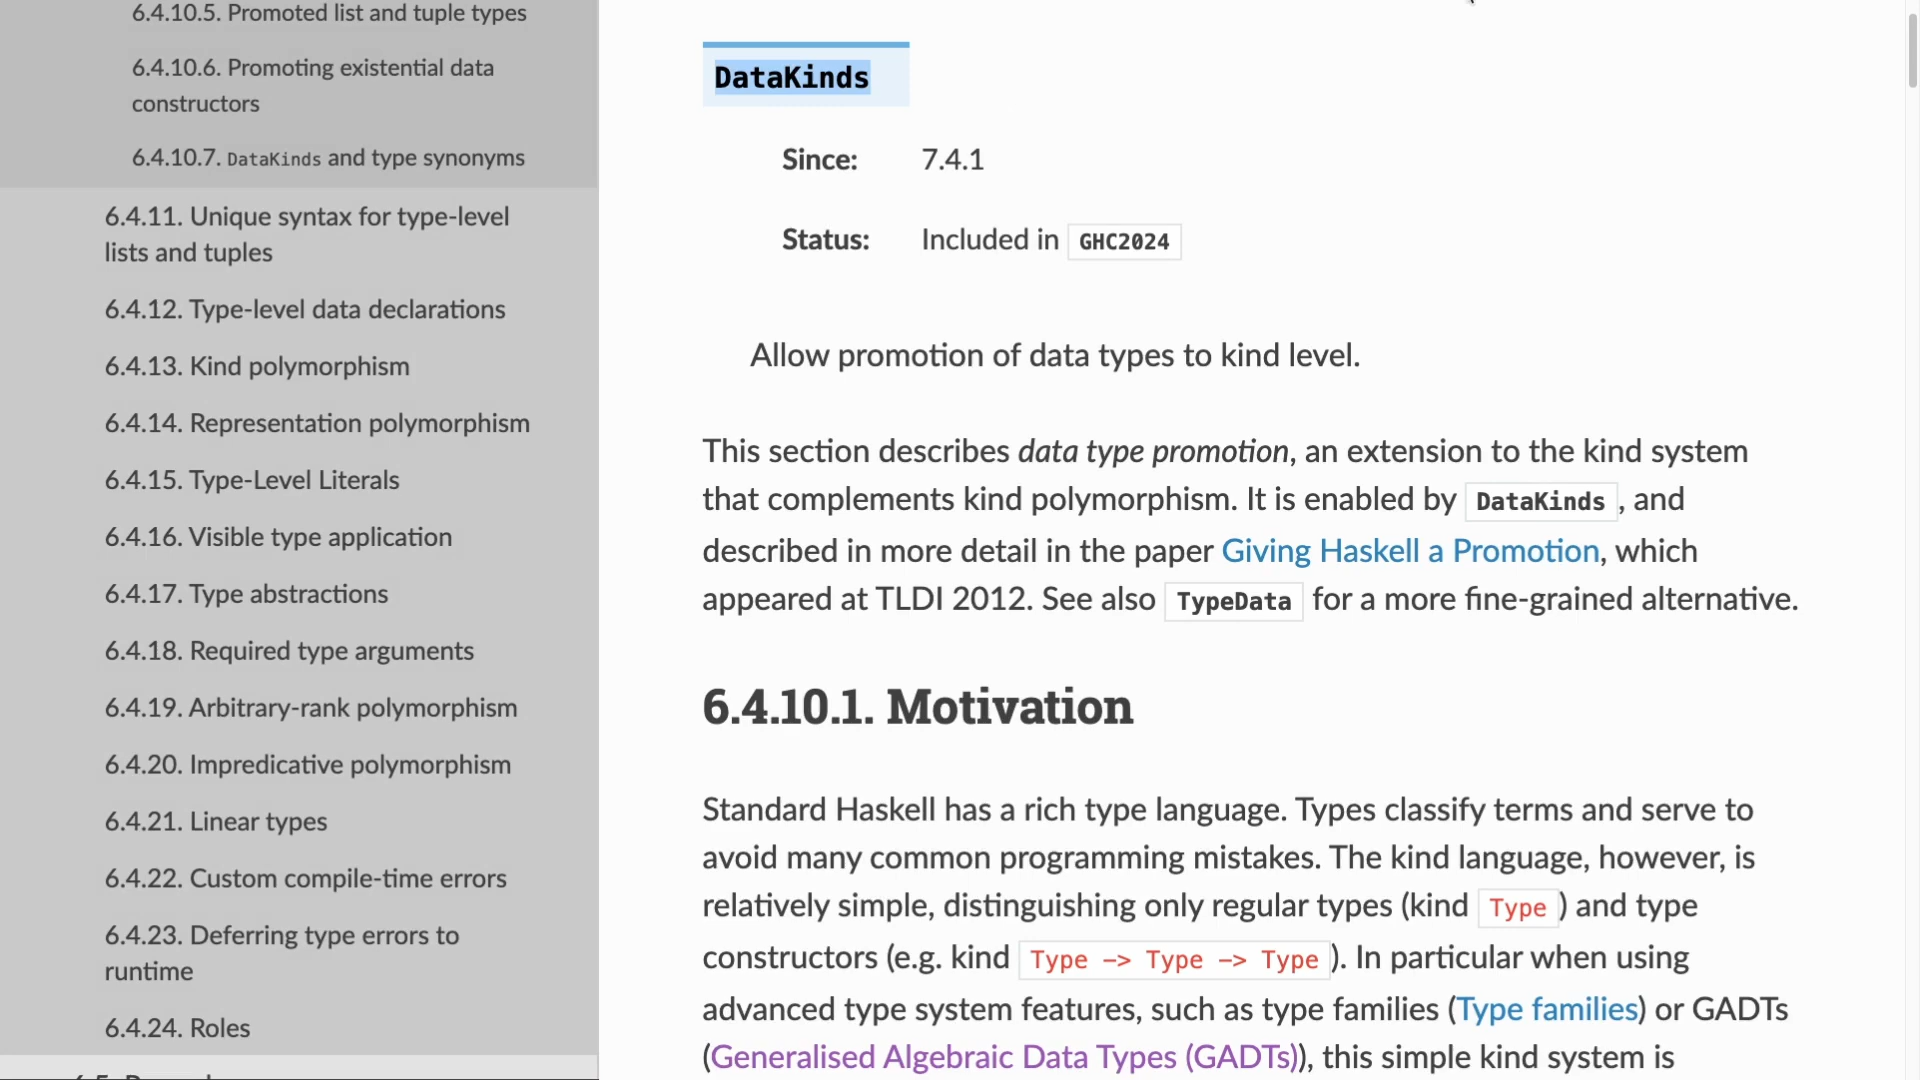 6.4.10.5. Promoted list and tuple types
6.4.10.6. Promoting existential data
constructors
6.4.10.7. DataKinds and type synonyms
6.4.11. Unique syntax for type-level
lists and tuples
6.4.12. Type-level data declarations
6.4.13. Kind polymorphism
6.4.14. Representation polymorphism
6.4.15. Type-Level Literals
6.4.16. Visible type application
6.4.17. Type abstractions
6.4.18. Required type arguments
6.4.19. Arbitrary-rank polymorphism
6.4.20. Impredicative polymorphism
6.4.21. Linear types
6.4.22. Custom compile-time errors
6.4.23. Deferring type errors to
runtime
6.4.24. Roles
DataKinds
Since: 7.4.1
Status: Included in GHC2024
Allow promotion of data types to kind level.
This section describes data type promotion, an extension to the kind system
that complements kind polymorphism. It is enabled by DataKinds, and
described in more detail in the paper Giving Haskell a Promotion, which
appeared at TLDI 2012. See also TypeData for a more fine-grained alternative.
6.4.10.1. Motivation
Standard Haskell has a rich type language. Types classify terms and serve to
avoid many common programming mistakes. The kind language, however, is
relatively simple, distinguishing only regular types (kind Type) and type
constructors (e.g. kind Type -> Type -> Type). In particular when using
advanced type system features, such as type families (Type families) or GADTs
(Generalised Algebraic Data Types (GADTs)), this simple kind system is